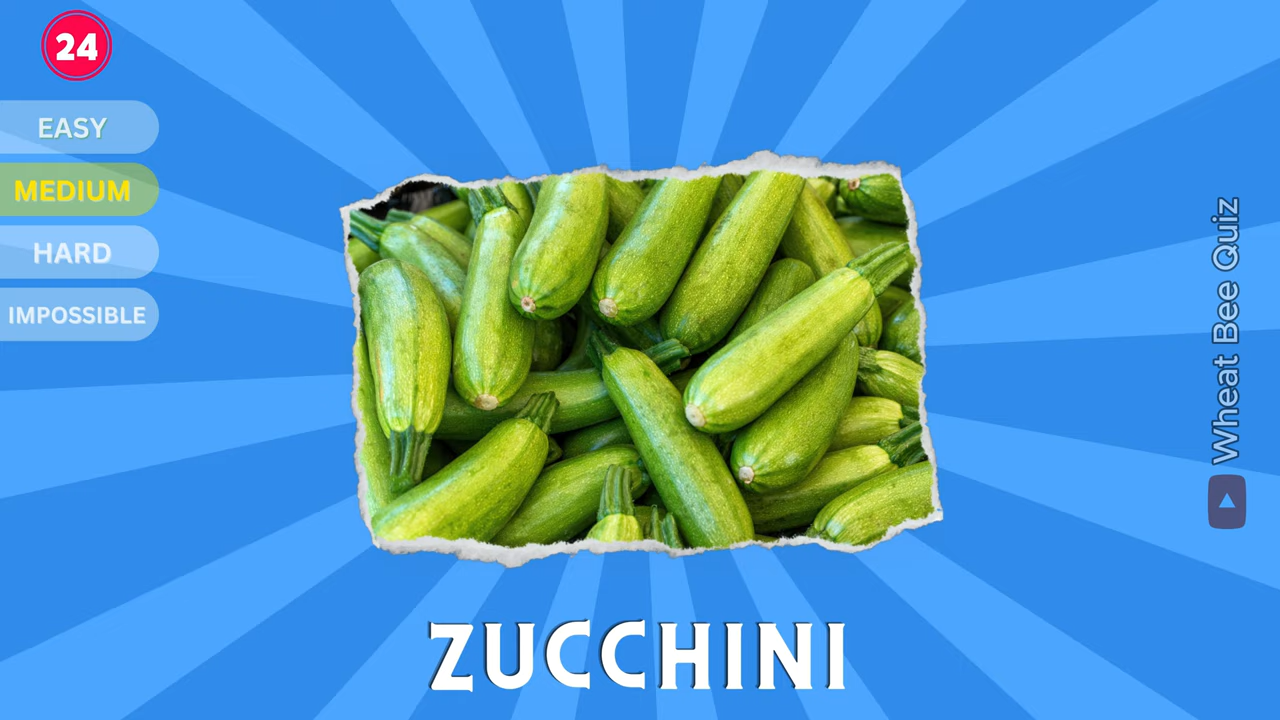 24
EASY
MEDIUM
HARD
IMPOSSIBLE
Wheat Bee Quiz
ZUCCHINI